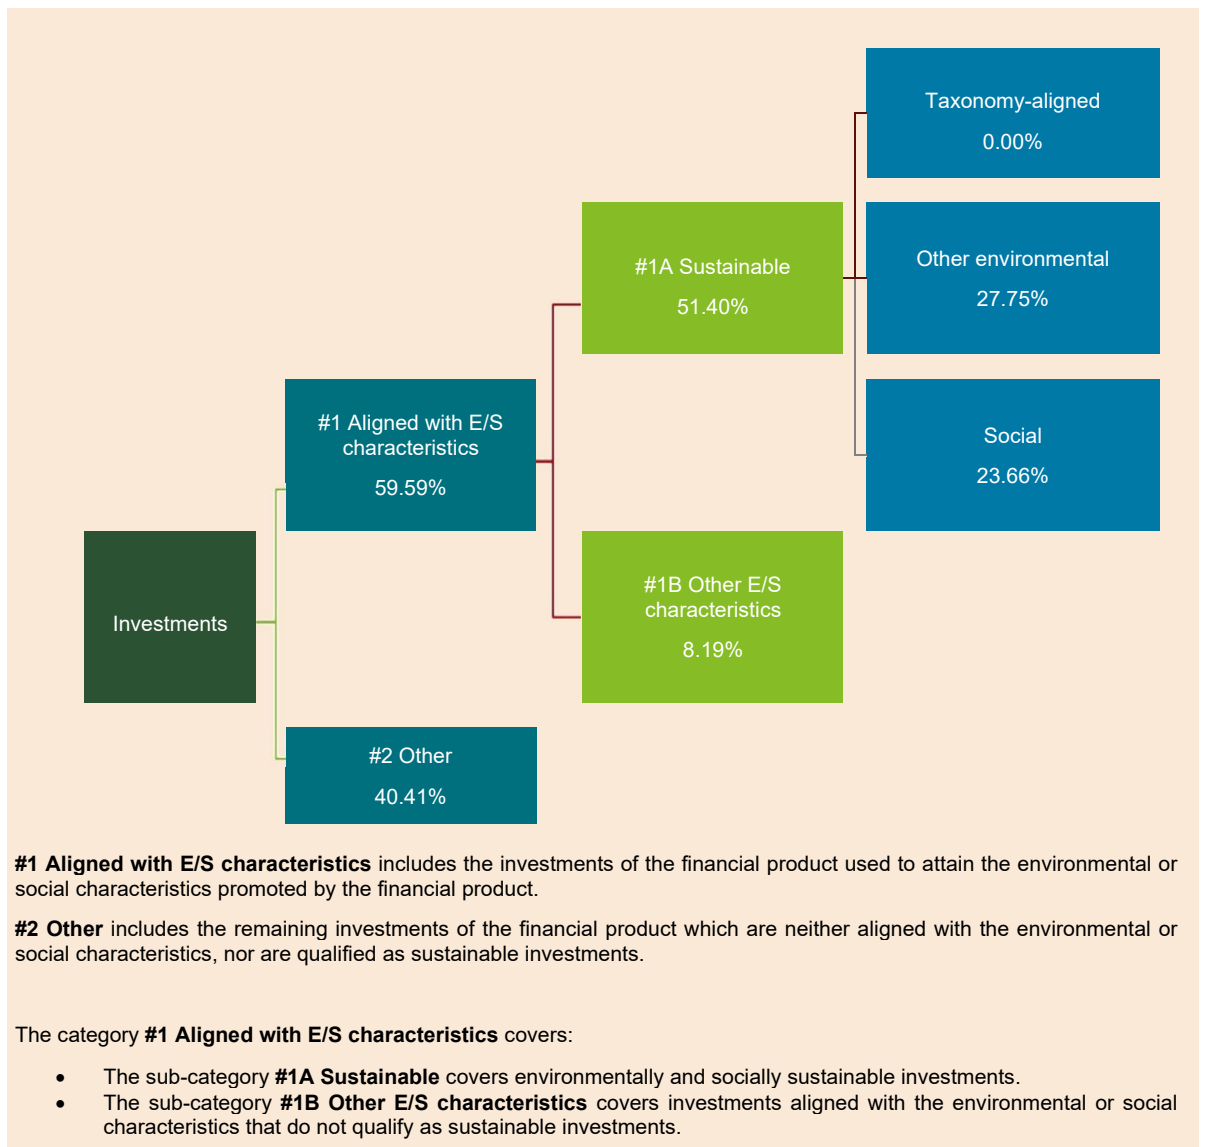 Taxonomy-aligned
0.00%
#1A Sustainable
51.40%
Other environmental
27.75%
#1 Aligned with E/S
characteristics
59.59%
Social
23.66%
Investments
#1B Other E/S
characteristics
8.19%
#2 Other
40.41%
#1 Aligned with E/S characteristics includes the investments of the financial product used to attain the environmental or
social characteristics promoted by the financial product.
#2 Other includes the remaining investments of the financial product which are neither aligned with the environmental or
social characteristics, nor are qualified as sustainable investments.
The category #1 Aligned with E/S characteristics covers:
• The sub-category #1A Sustainable covers environmentally and socially sustainable investments.
• The sub-category #1B Other E/S characteristics covers investments aligned with the environmental or social
characteristics that do not qualify as sustainable investments.